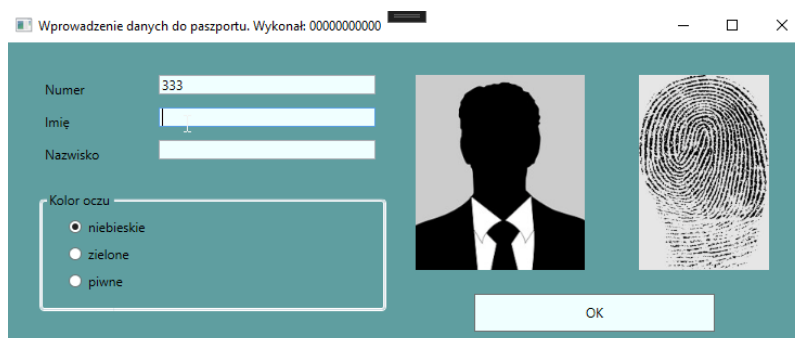 Wprowadzenie danych do paszportu. Wykonał: 00000000000
Numer 333
Imię
Nazwisko
Kolor oczu
niebieskie
zielone
piwne
OK